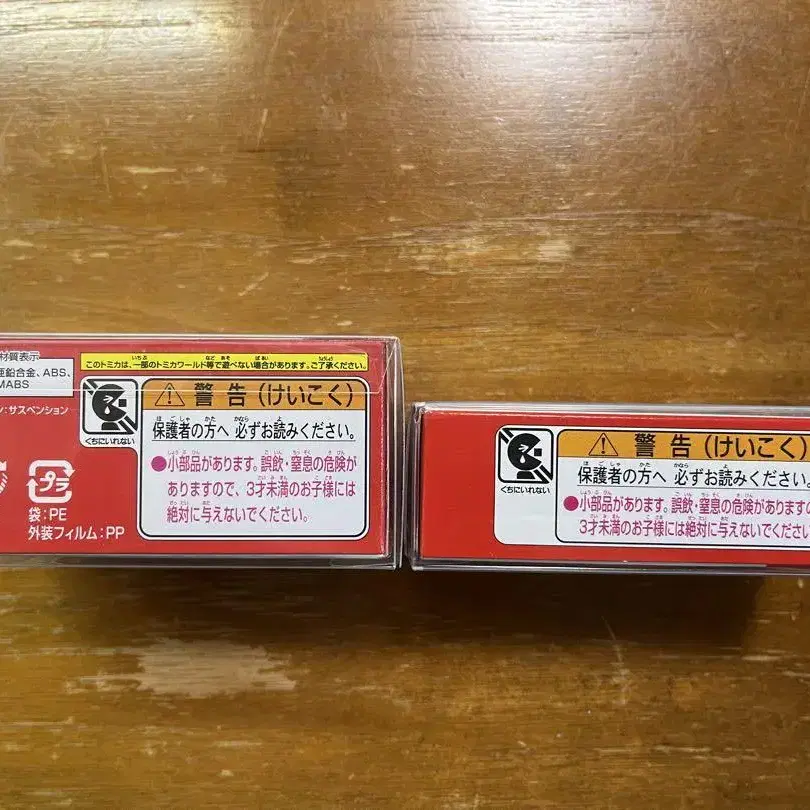 材質表示
亜鉛合金、ABS、
MABS
ン:サスペンション
プラ
袋:PE
外装フィルム:PP
このトミカは、一部のトミカワールド等で遊べない場合があります。ご了承ください。
くちにいれない
警告(けいこく)
保護者の方へ 必ずお読みください。
●小部品があります。誤飲・窒息の危険が
ありますので、3才未満のお子様には
絶対に与えないでください。
くちにいれない
警告(けいこく)
保護者の方へ 必ずお読みください。
●小部品があります。誤飲・窒息の危険がありますの
3才未満のお子様には絶対に与えないで